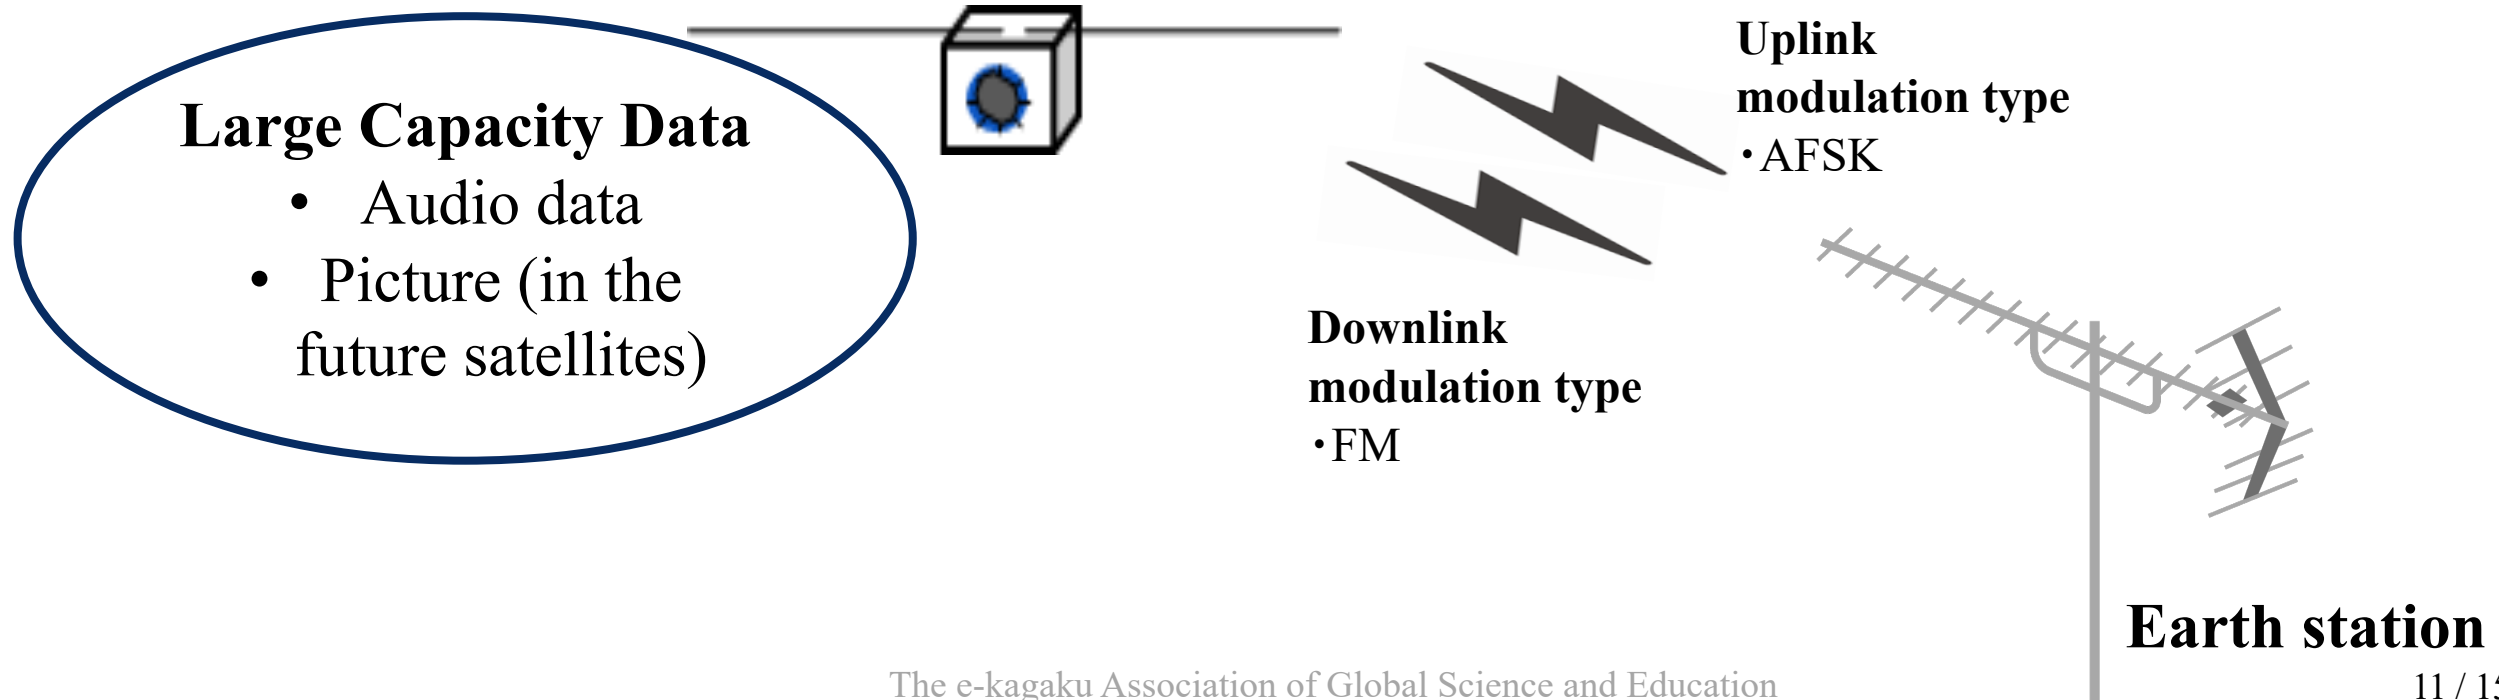 Large Capacity Data
• Audio data
• Picture (in the
future satellites)
Uplink
modulation type
・AFSK
Downlink
modulation type
・FM
Earth station
The e-kagaku Association of Global Science and Education
11 /